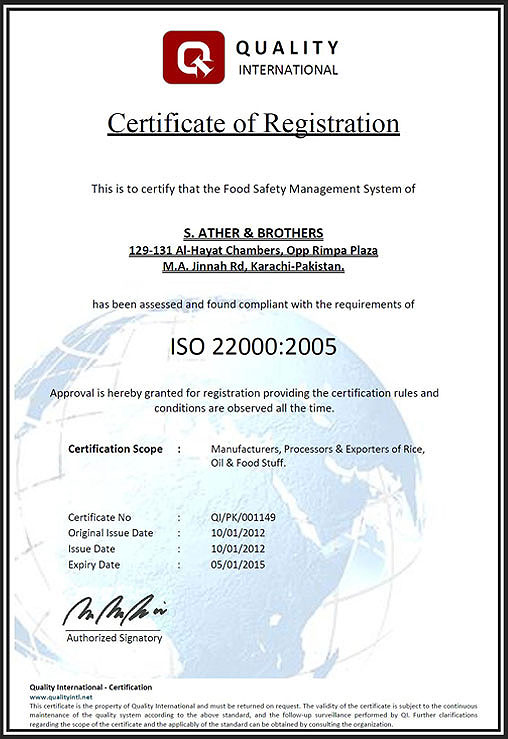 QUALITY
INTERNATIONAL
Certificate of Registration
This is to certify that the Food Safety Management System of
S. ATHER & BROTHERS
129-131 Al-Hayat Chambers, Opp Rimpa Plaza
M.A. Jinnah Rd, Karachi-Pakistan.
has been assessed and found compliant with the requirements of
ISO 22000:2005
Approval is hereby granted for registration providing the certification rules and
conditions are observed all the time.
Certification Scope : Manufacturers, Processors & Exporters of Rice,
Oil & Food Stuff.
Certificate No : QI/PK/001149
Original Issue Date : 10/01/2012
Issue Date : 10/01/2012
Expiry Date : 05/01/2015
Authorized Signatory
Quality International - Certification
www.qualityintl.net
This certificate is the property of Quality International and must be returned on request. The validity of the certificate is subject to the continuous
maintenance of the quality system according to the above standard, and the follow-up surveillance performed by QI. Further clarifications
regarding the scope of the certificate and the applicably of the standard can be obtained by consulting the organization.